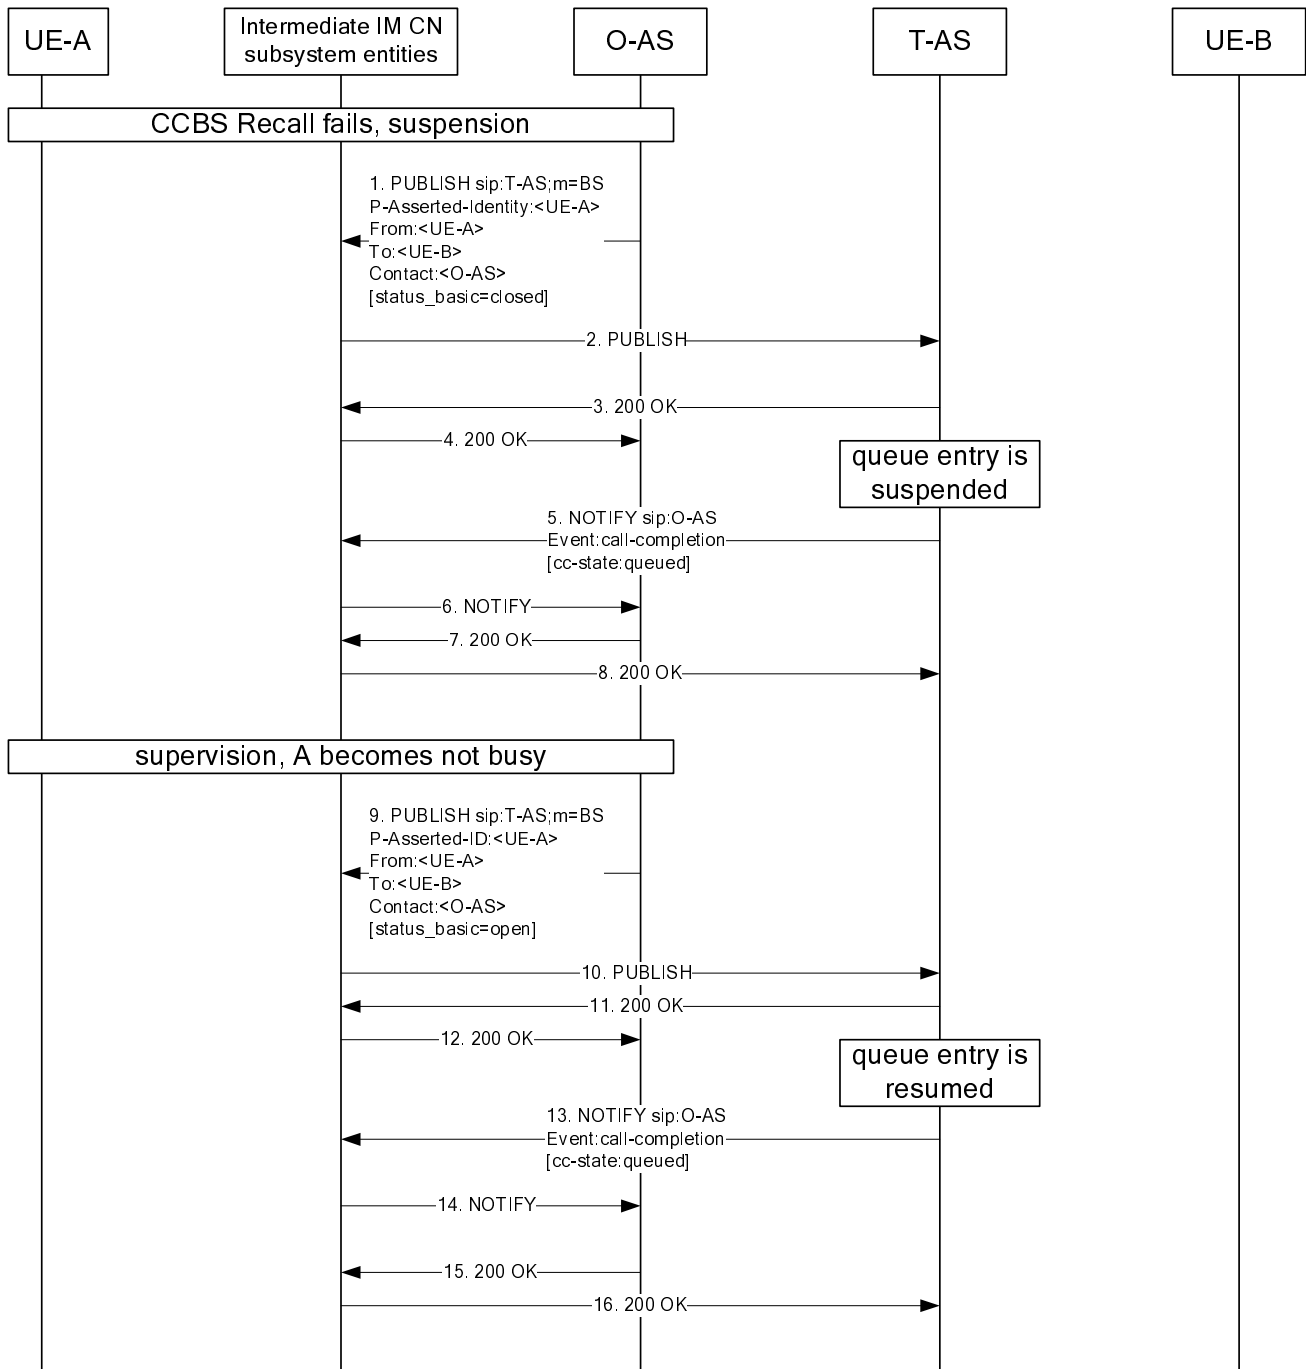 UE-A
Intermediate IM CN
subsystem entities
O-AS
T-AS
UE-B
CCBS Recall fails, suspension
1. PUBLISH sip:T-AS;m=BS
P-Asserted-Identity:<UE-A>
From:<UE-A>
To:<UE-B>
Contact:<O-AS>
[status_basic=closed]
2. PUBLISH
3. 200 OK
4. 200 OK
queue entry is
suspended
5. NOTIFY sip:O-AS
Event:call-completion
[cc-state:queued]
6. NOTIFY
7. 200 OK
8. 200 OK
supervision, A becomes not busy
9. PUBLISH sip:T-AS;m=BS
P-Asserted-ID:<UE-A>
From:<UE-A>
To:<UE-B>
Contact:<O-AS>
[status_basic=open]
10. PUBLISH
11. 200 OK
12. 200 OK
queue entry is
resumed
13. NOTIFY sip:O-AS
Event:call-completion
[cc-state:queued]
14. NOTIFY
15. 200 OK
16. 200 OK